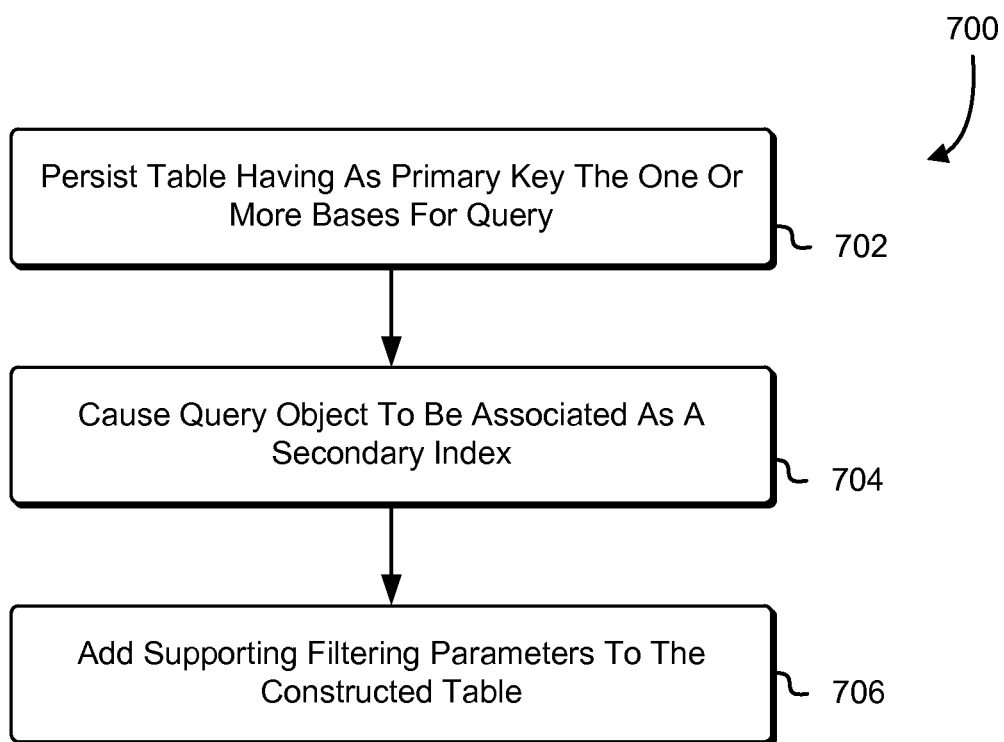 700
Persist Table Having As Primary Key The One Or
More Bases For Query
702
Cause Query Object To Be Associated As A
Secondary Index
704
Add Supporting Filtering Parameters To The
Constructed Table
706